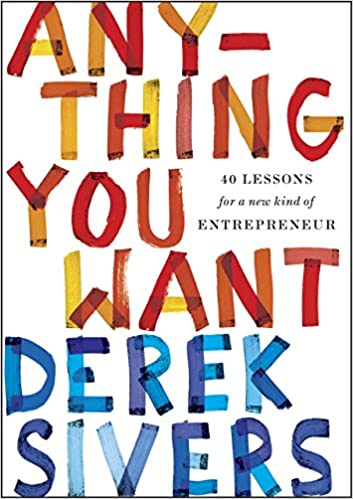 ANY-
THING
YOU
40 LESSONS
for a new kind of
ENTREPRENEUR
WANT
DEREK
SIVERS